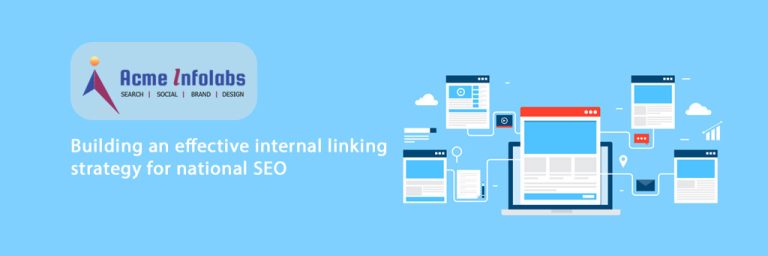 Acme Infolabs
SEARCH | SOCIAL | BRAND | DESIGN
Building an effective internal linking
strategy for national SEO